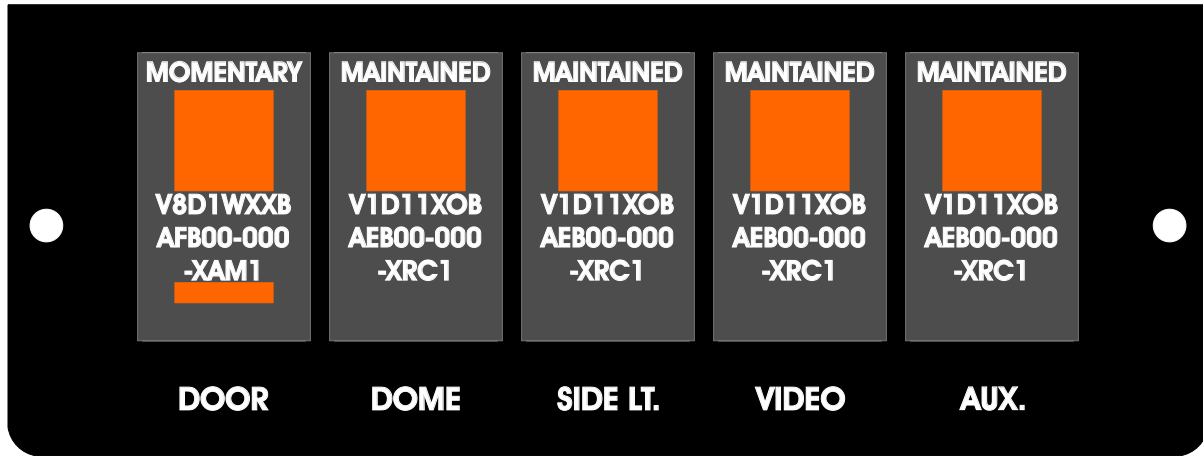 MOMENTARY
V8D1WXXB
AFB00-000
-XAM1
DOOR
MAINTAINED
V1D11XOB
AEB00-000
-XRC1
DOME
MAINTAINED
V1D11XOB
AEB00-000
-XRC1
SIDE LT.
MAINTAINED
V1D11XOB
AEB00-000
-XRC1
VIDEO
MAINTAINED
V1D11XOB
AEB00-000
-XRC1
AUX.